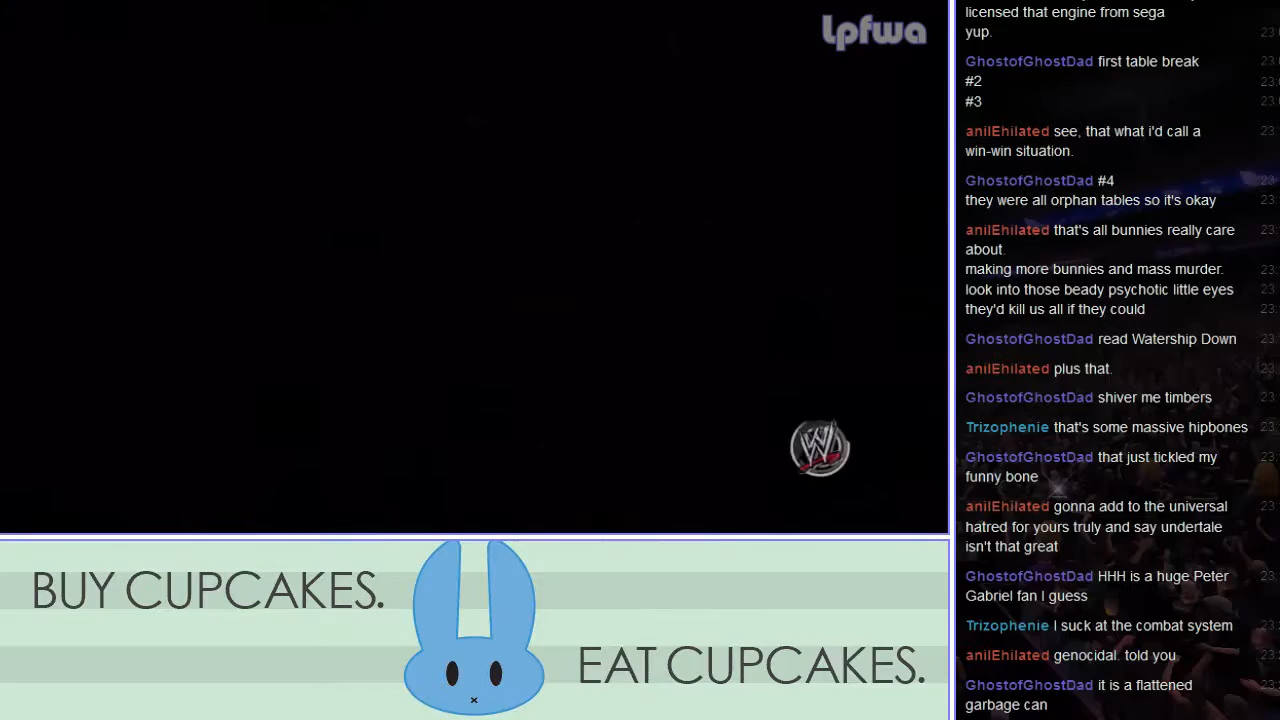 lpfwa
W
BUY CUPCAKES.
EAT CUPCAKES.
licensed that engine from sega
yup.
GhostofGhostDad first table break
#2
#3
anilEhilated see, that what i'd call a
win-win situation.
GhostofGhostDad #4
they were all orphan tables so it's okay
anilEhilated that's all bunnies really care
about.
making more bunnies and mass murder.
look into those beady psychotic little eyes
they'd kill us all if they could
GhostofGhostDad read Watership Down
anilEhilated plus that.
GhostofGhostDad shiver me timbers
Trizophenie that's some massive hipbones
GhostofGhostDad that just tickled my
funny bone
anilEhilated gonna add to the universal
hatred for yours truly and say undertale
isn't that great
GhostofGhostDad HHH is a huge Peter
Gabriel fan I guess
Trizophenie I suck at the combat system
anilEhilated genocidal. told you
GhostofGhostDad it is a flattened
garbage can